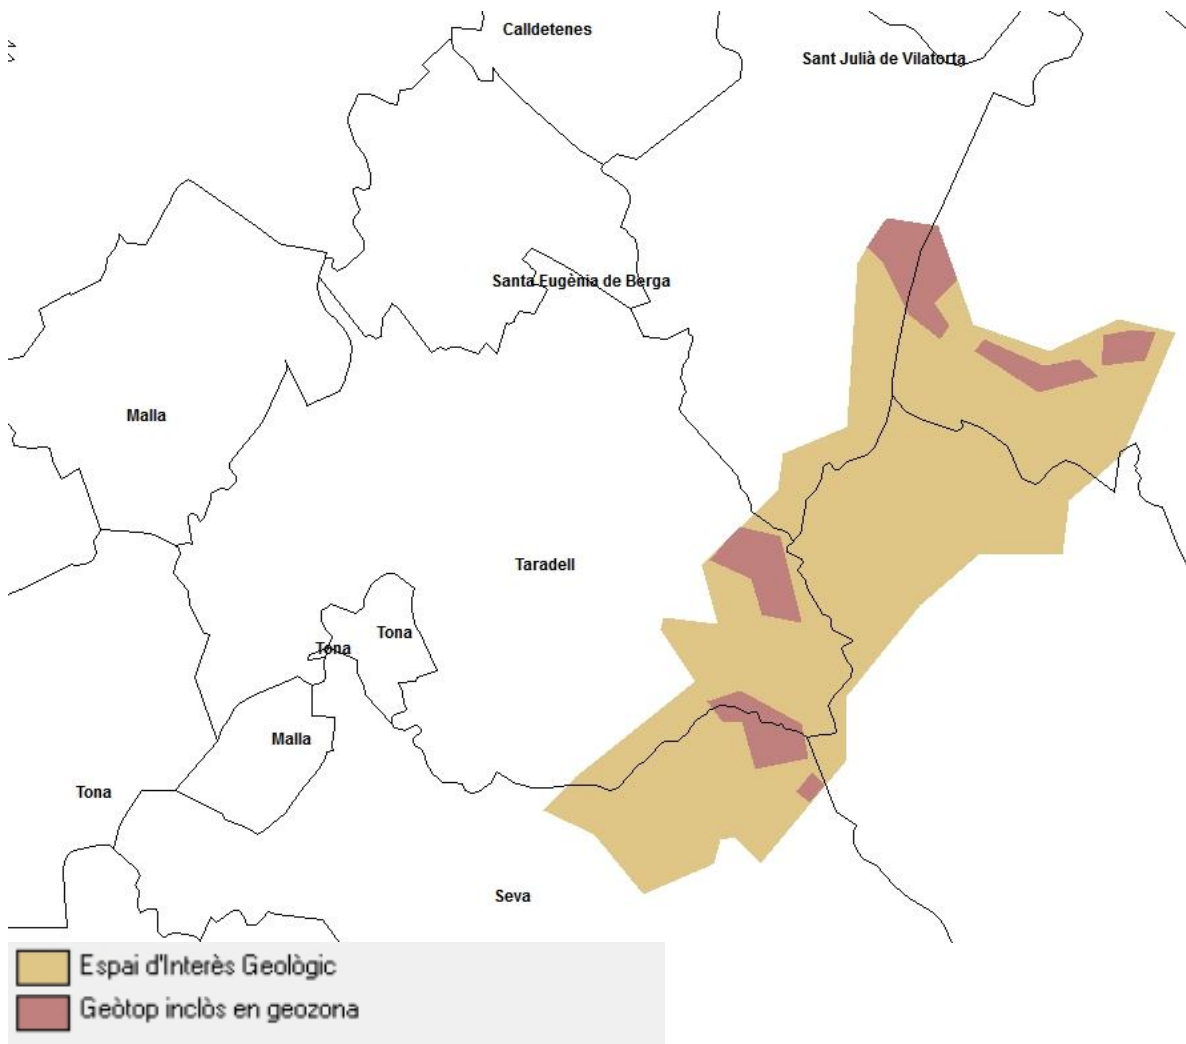 Calldetenes
Sant Julià de Vilatorta
Santa Eugènia de Berga
Malla
Taradell
Tona
Tona
Malla
Tona
Seva
Espai d'Interès Geològic
Geòtop inclòs en geozona